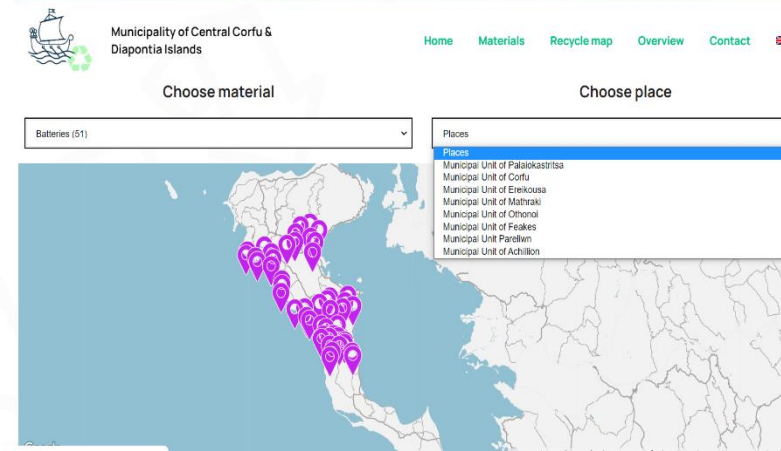 Municipality of Central Corfu &
Diapontia Islands
Home Materials Recycle map Overview Contact
Choose material
Choose place
Batteries (51)
Places
Places
Municipal Unit of Palaiokastritsa
Municipal Unit of Corfu
Municipal Unit of Ereikousa
Municipal Unit of Mathraki
Municipal Unit of Othonoi
Municipal Unit of Feakes
Municipal Unit Pareliwn
Municipal Unit of Achillion